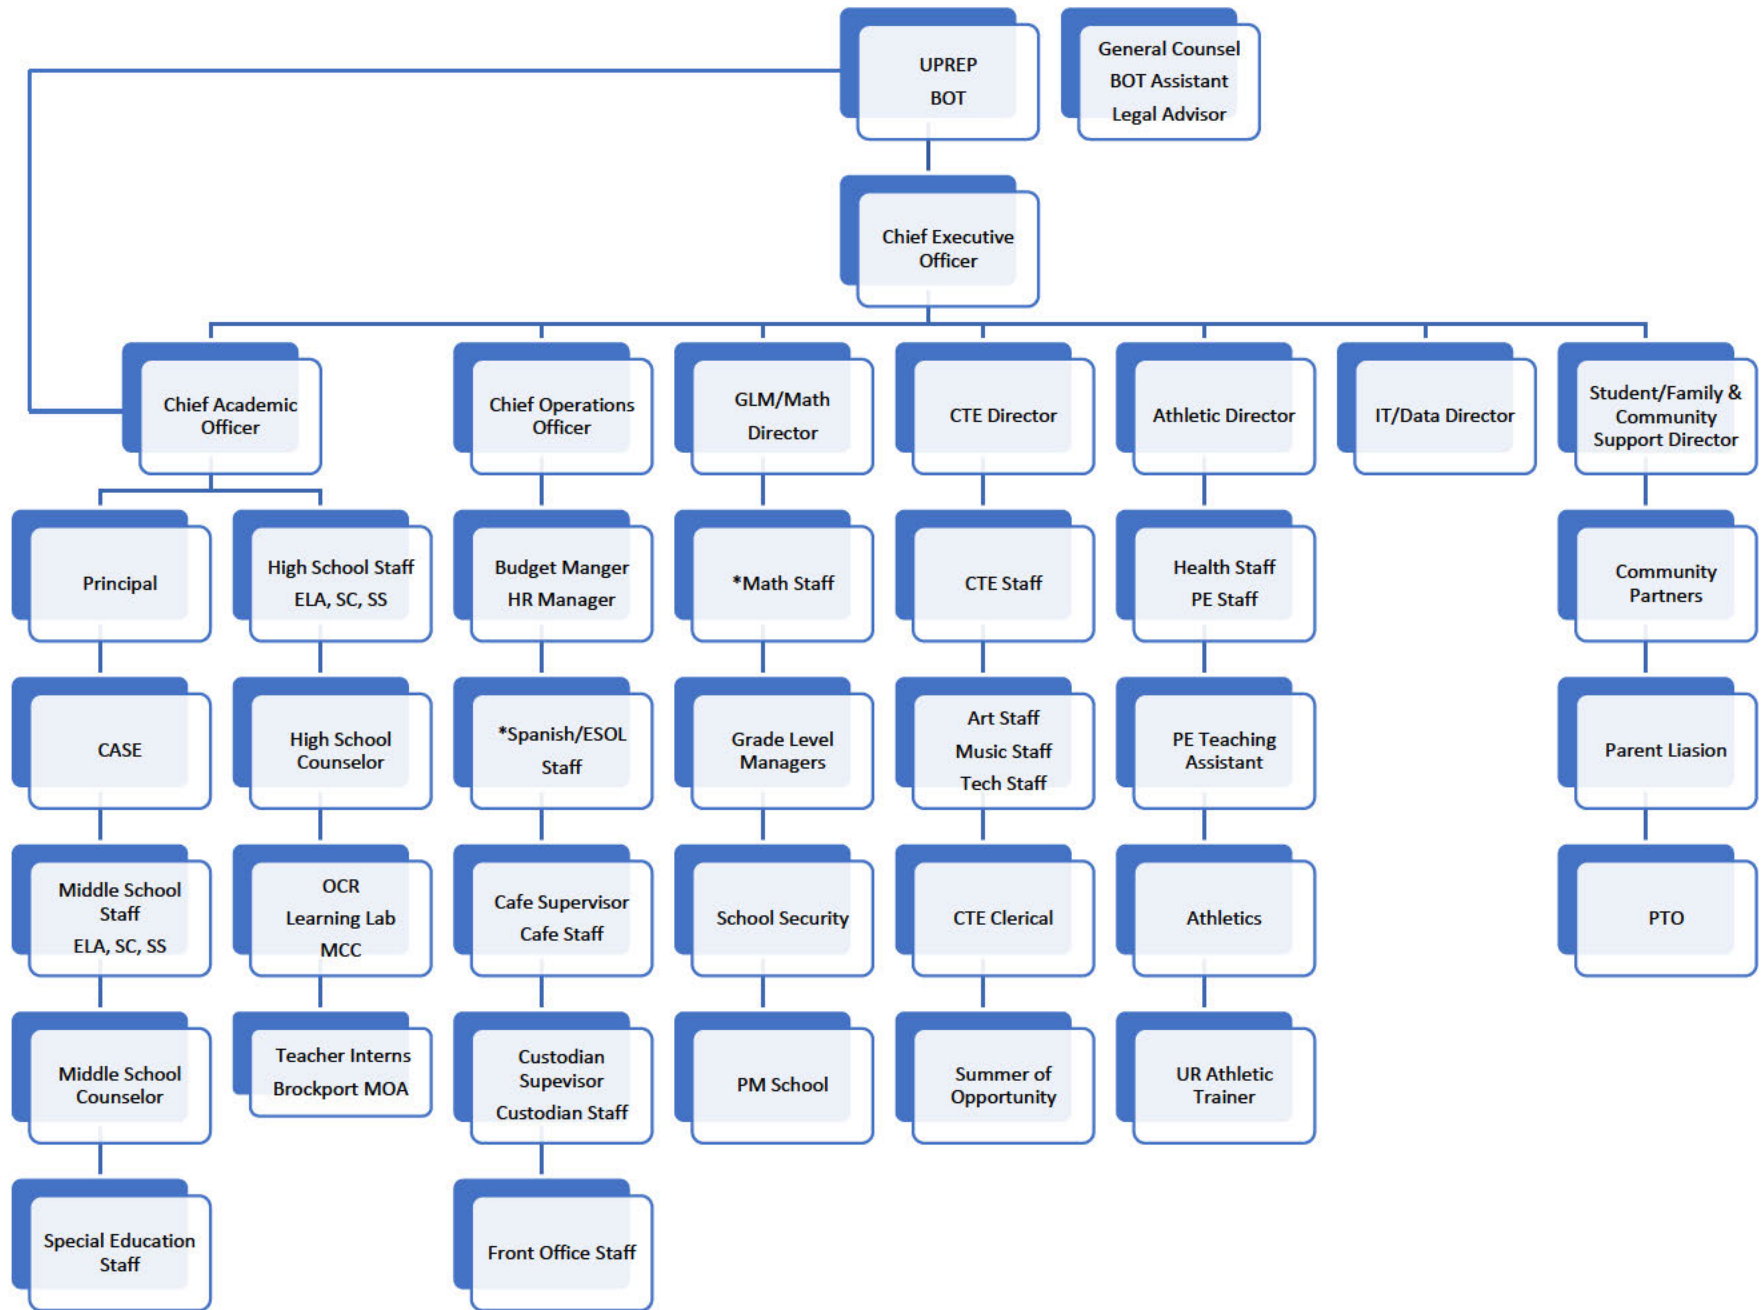 UPREP
BOT
General Counsel
BOT Assistant
Legal Advisor
Chief Executive
Officer
Chief Academic
Officer
Chief Operations
Officer
GLM/Math
Director
CTE Director
Athletic Director
IT/Data Director
Student/Family &
Community
Support Director
Principal
High School Staff
ELA, SC, SS
Budget Manger
HR Manager
*Math Staff
CTE Staff
Health Staff
PE Staff
Community
Partners
CASE
High School
Counselor
*Spanish/ESOL
Staff
Grade Level
Managers
Art Staff
Music Staff
Tech Staff
PE Teaching
Assistant
Parent Liasion
Middle School
Staff
ELA, SC, SS
OCR
Learning Lab
MCC
Cafe Supervisor
Cafe Staff
School Security
CTE Clerical
Athletics
PTO
Middle School
Counselor
Teacher Interns
Brockport MOA
Custodian
Supevisor
Custodian Staff
PM School
Summer of
Opportunity
UR Athletic
Trainer
Special Education
Staff
Front Office Staff